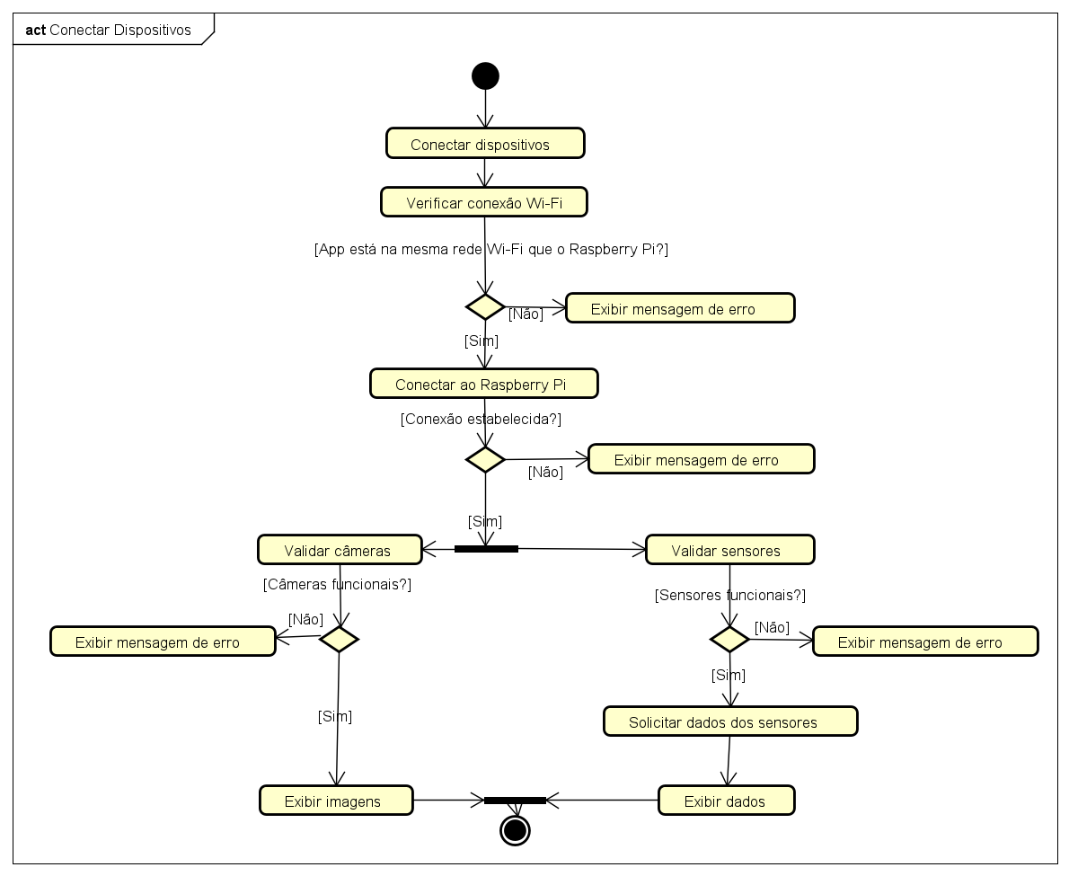 act Conectar Dispositivos
Conectar dispositivos
Verificar conexão Wi-Fi
[App está na mesma rede Wi-Fi que o Raspberry Pi?]
[Não]
Exibir mensagem de erro
[Sim]
Conectar ao Raspberry Pi
[Conexão estabelecida?]
[Não]
Exibir mensagem de erro
[Sim]
Validar câmeras
Validar sensores
[Câmeras funcionais?]
[Sensores funcionais?]
[Não]
Exibir mensagem de erro
[Não]
Exibir mensagem de erro
[Sim]
[Sim]
Solicitar dados dos sensores
Exibir imagens
Exibir dados